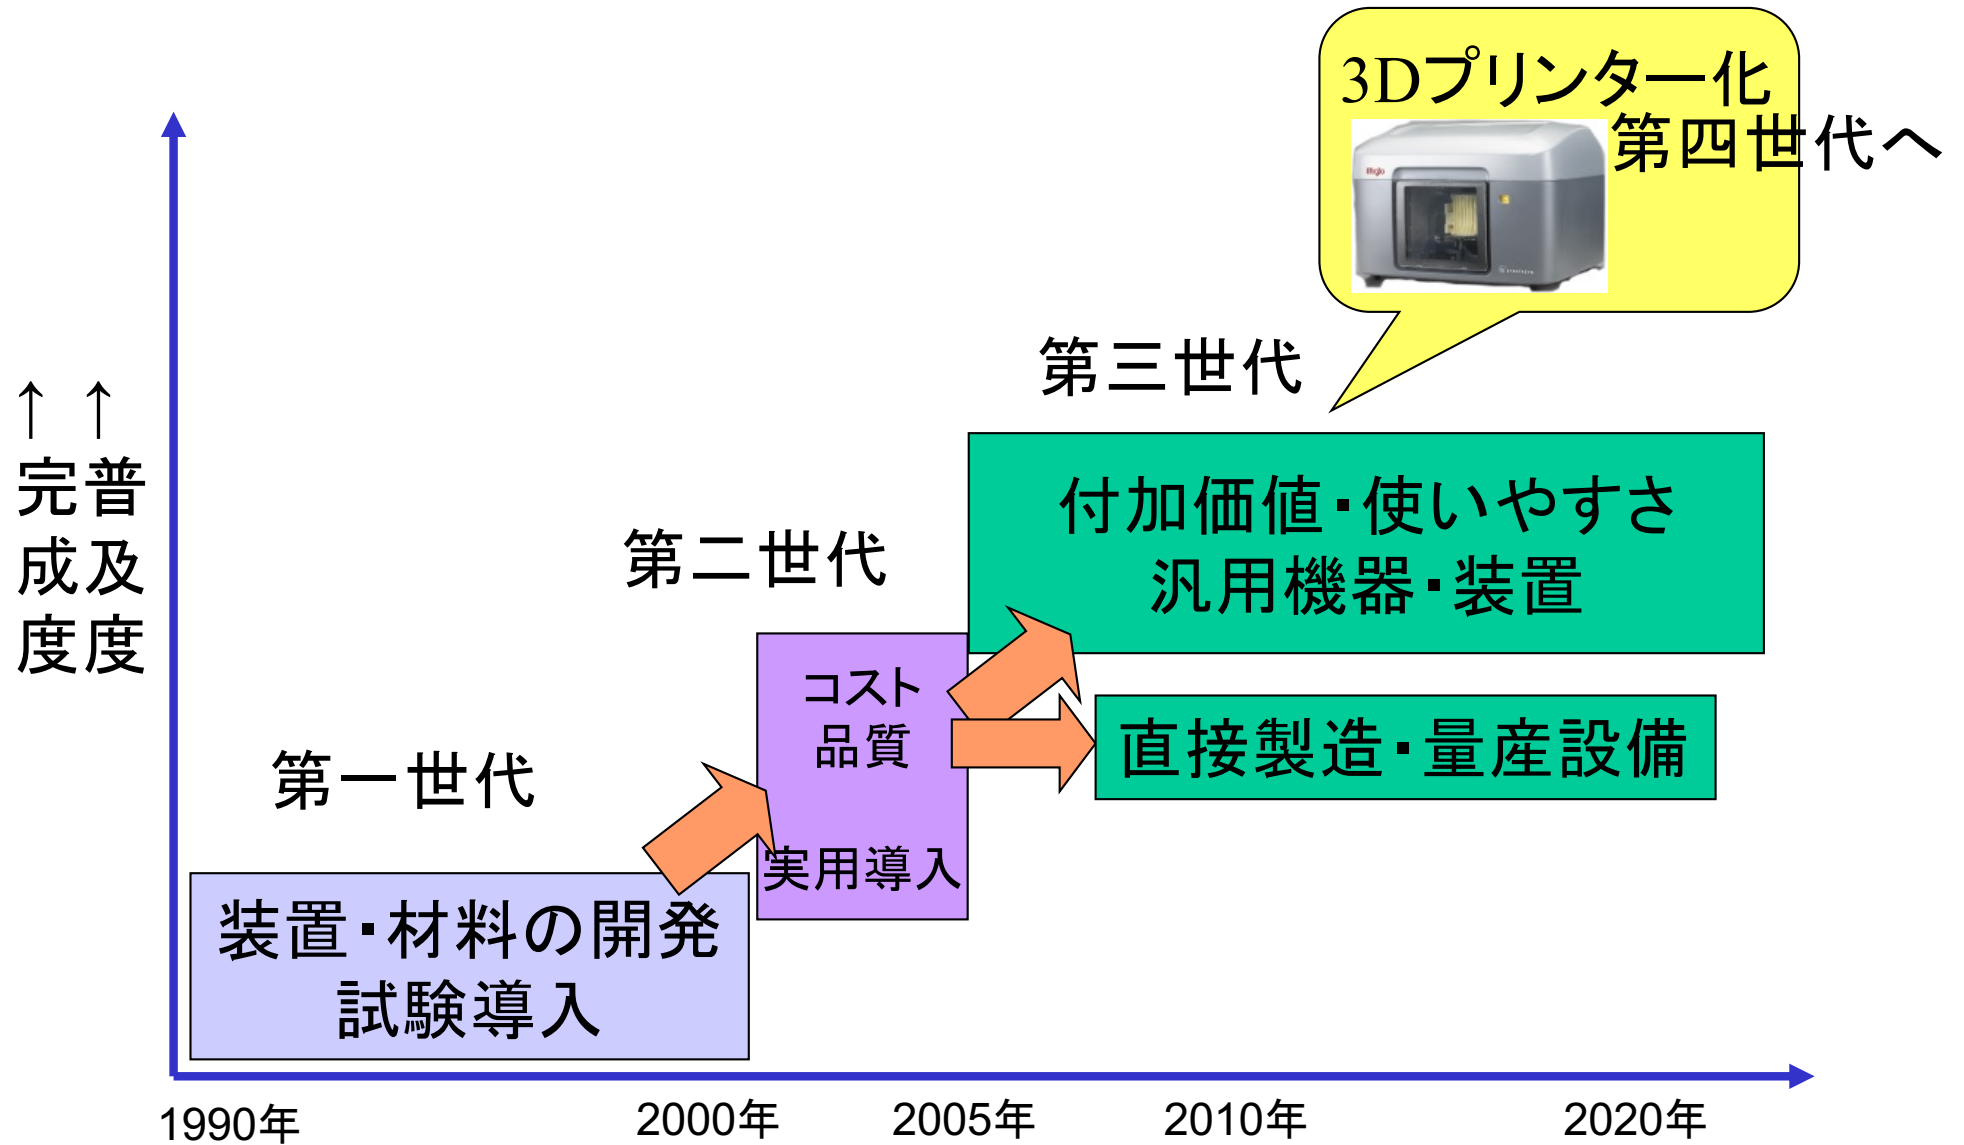 3Dプリンター化
第四世代へ
第三世代
↑完成度
↑普及度
付加価値・使いやすさ
汎用機器・装置
第二世代
コスト
品質
実用導入
直接製造・量産設備
第一世代
装置・材料の開発
試験導入
1990年
2000年
2005年
2010年
2020年